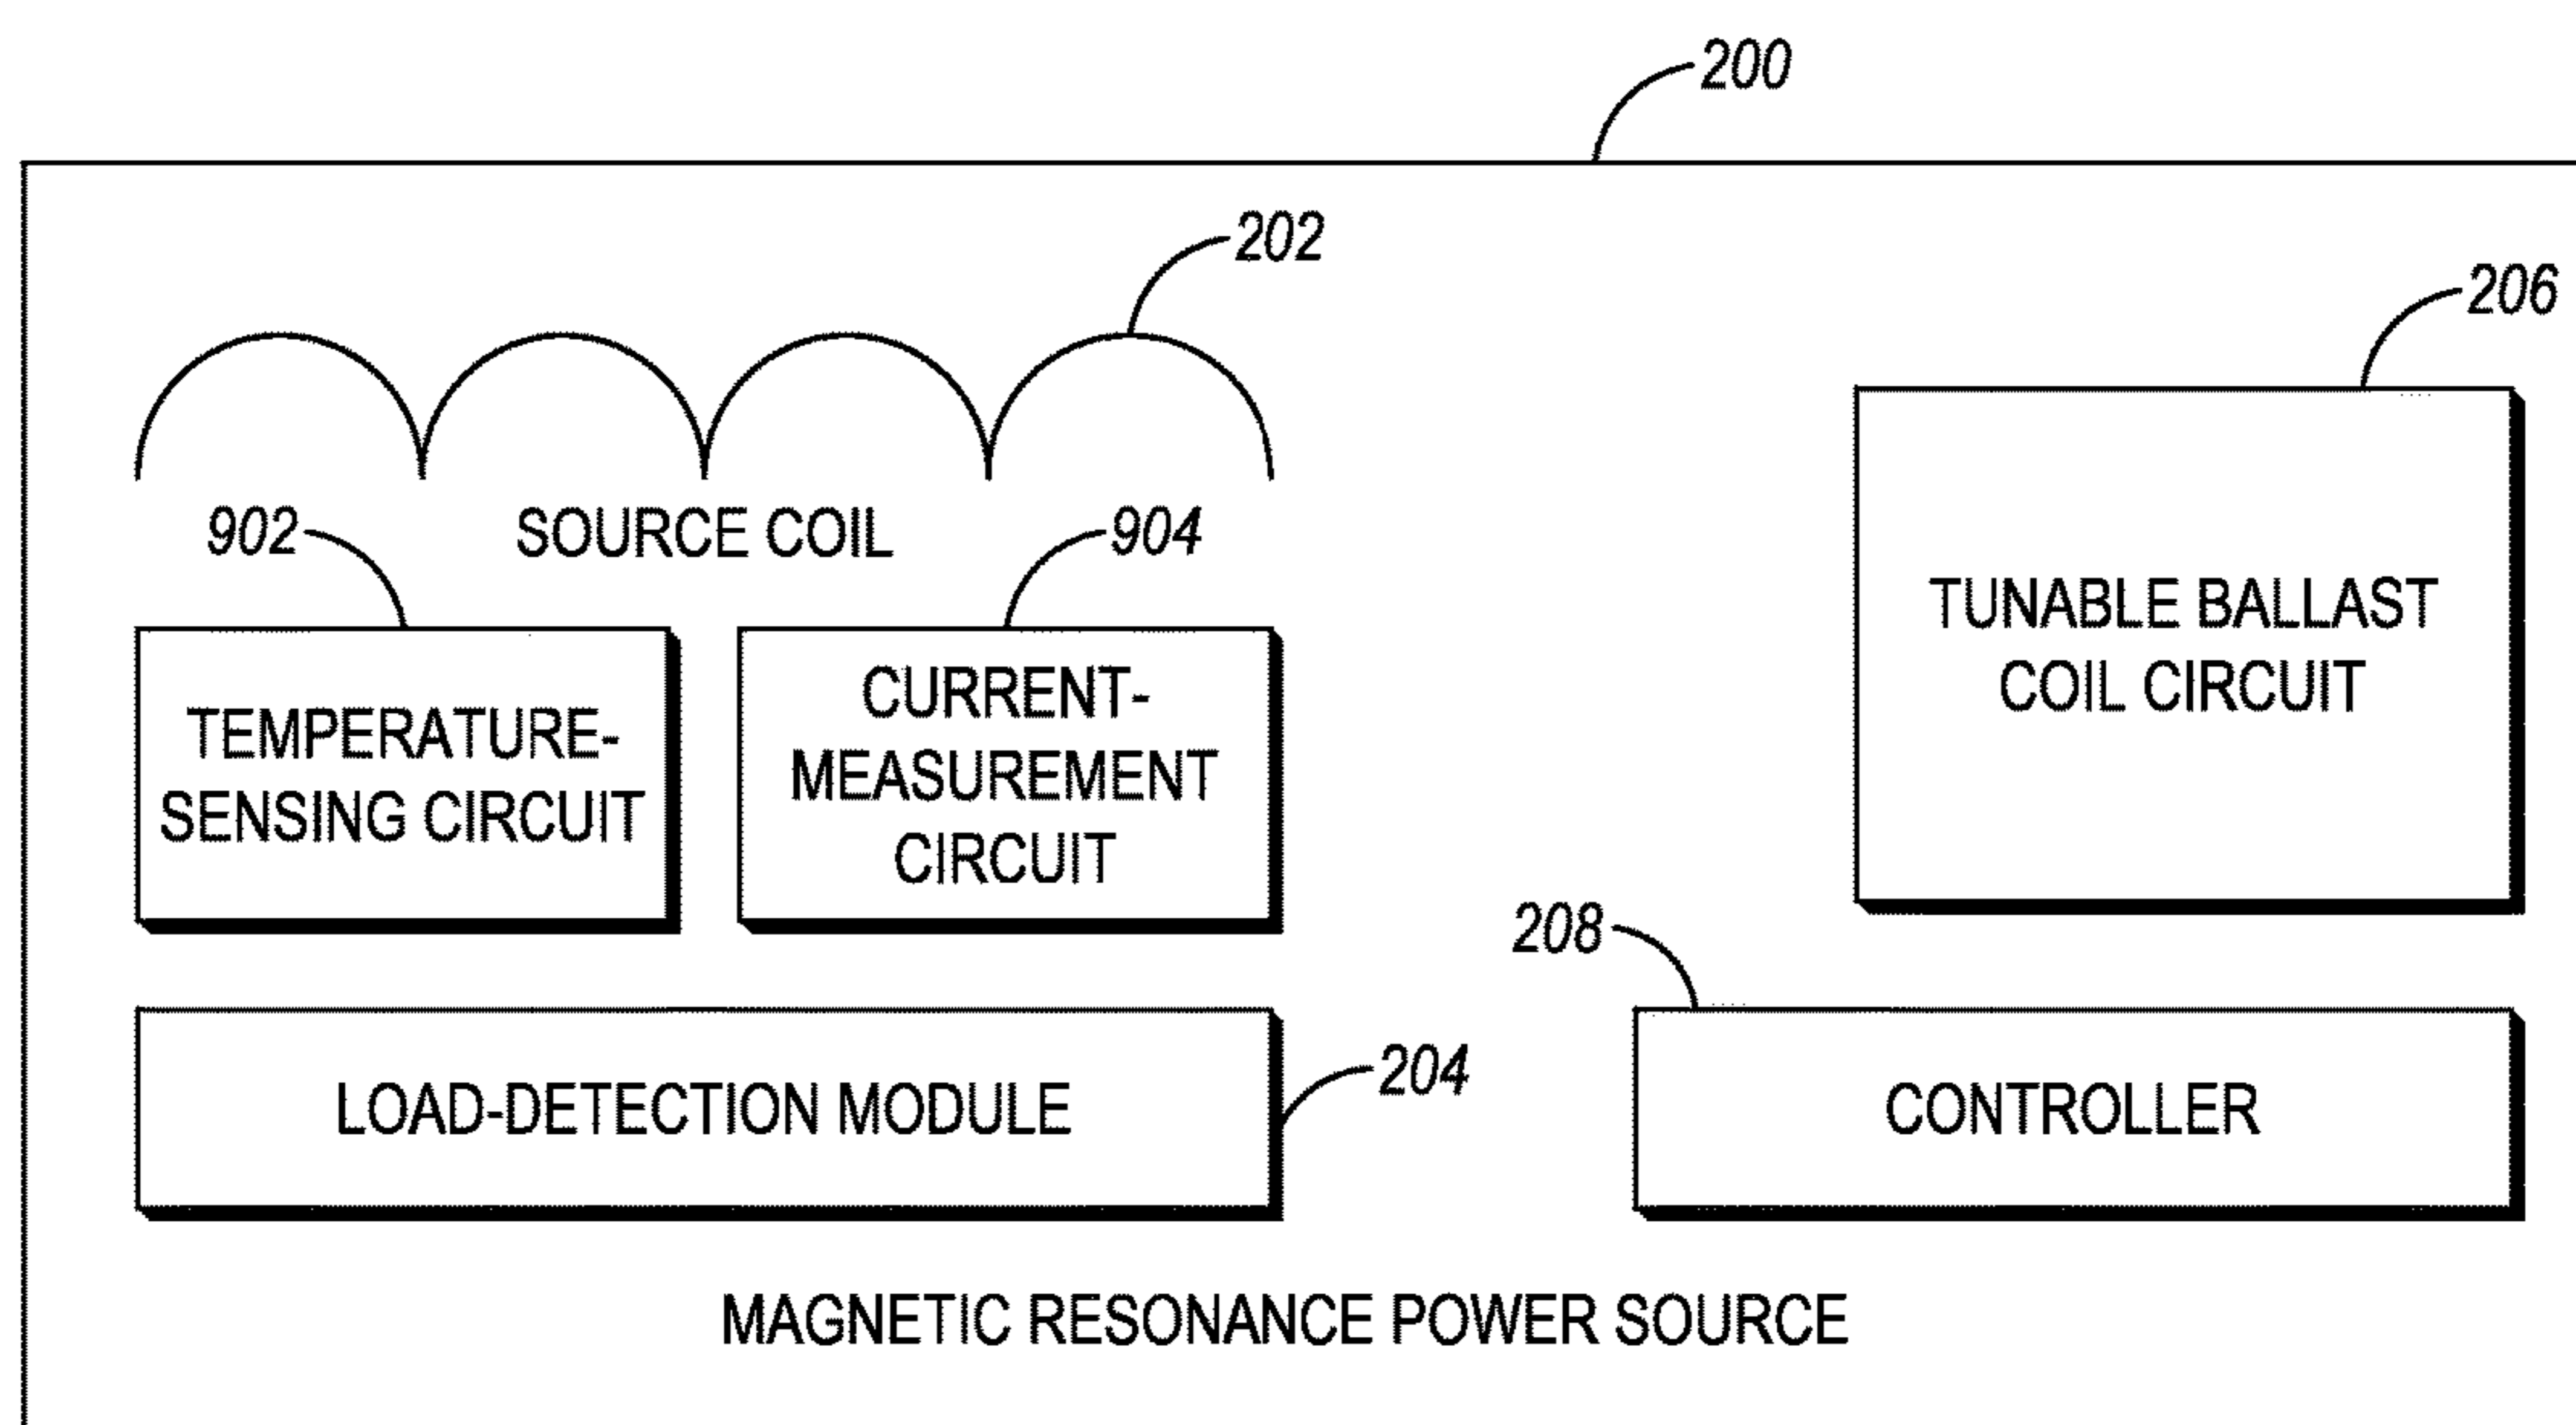 200
202
206
902
SOURCE COIL
904
TUNABLE BALLAST
COIL CIRCUIT
TEMPERATURE-
SENSING CIRCUIT
CURRENT-
MEASUREMENT
CIRCUIT
208
LOAD-DETECTION MODULE
204
CONTROLLER
MAGNETIC RESONANCE POWER SOURCE